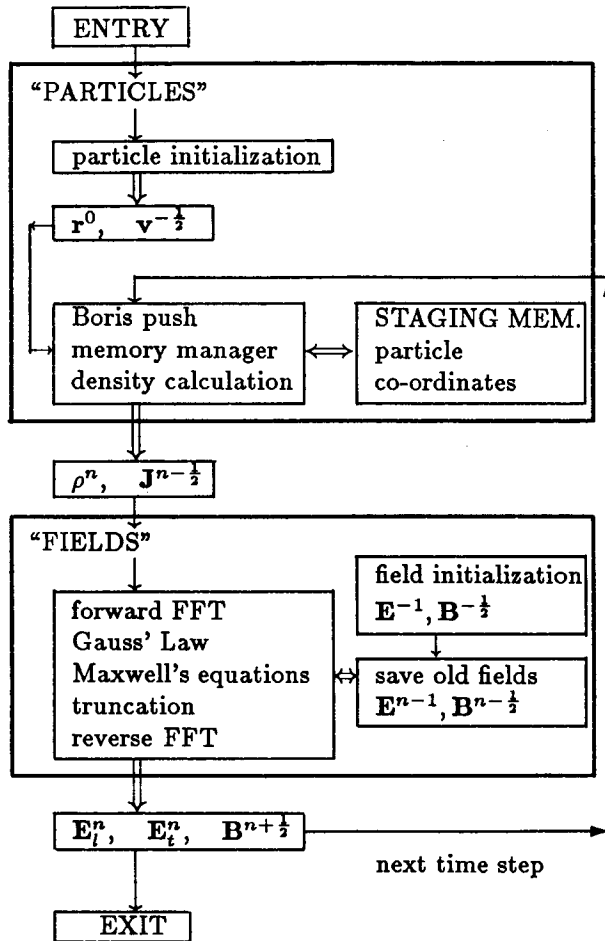 ENTRY
“PARTICLES”
particle initialization
r⁰, v^{-1/2}
Boris push
memory manager
density calculation
STAGING MEM.
particle
co-ordinates
ρⁿ, J^{n-1/2}
“FIELDS”
forward FFT
Gauss’ Law
Maxwell’s equations
truncation
reverse FFT
field initialization
E^{-1}, B^{-1/2}
save old fields
E^{n-1}, B^{n-1/2}
E_l^n, E_t^n, B^{n+1/2}
next time step
EXIT